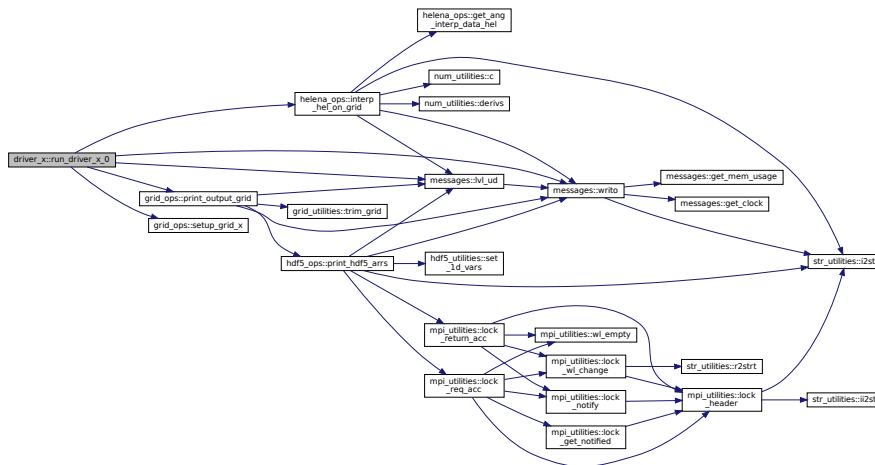 helena_ops::get_ang
_interp_data_hel
num_utilities::c
helena_ops::interp
_hel_on_grid
num_utilities::derivs
driver_x::run_driver_x_0
messages::lvl_ud
messages::get_mem_usage
messages::writo
grid_ops::print_output_grid
messages::get_clock
grid_utilities::trim_grid
grid_ops::setup_grid_x
hdf5_ops::print_hdf5_arrs
hdf5_utilities::set
_1d_vars
str_utilities::i2st
mpi_utilities::lock
_return_acc
mpi_utilities::wl_empty
mpi_utilities::lock
_wl_change
str_utilities::r2strt
mpi_utilities::lock
_req_acc
mpi_utilities::lock
_notify
mpi_utilities::lock
_header
str_utilities::ii2st
mpi_utilities::lock
_get_notified